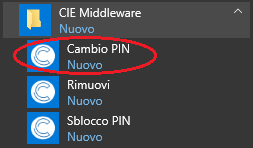 CIE Middleware
Nuovo
Cambio PIN
Nuovo
Rimuovi
Nuovo
Sblocco PIN
Nuovo